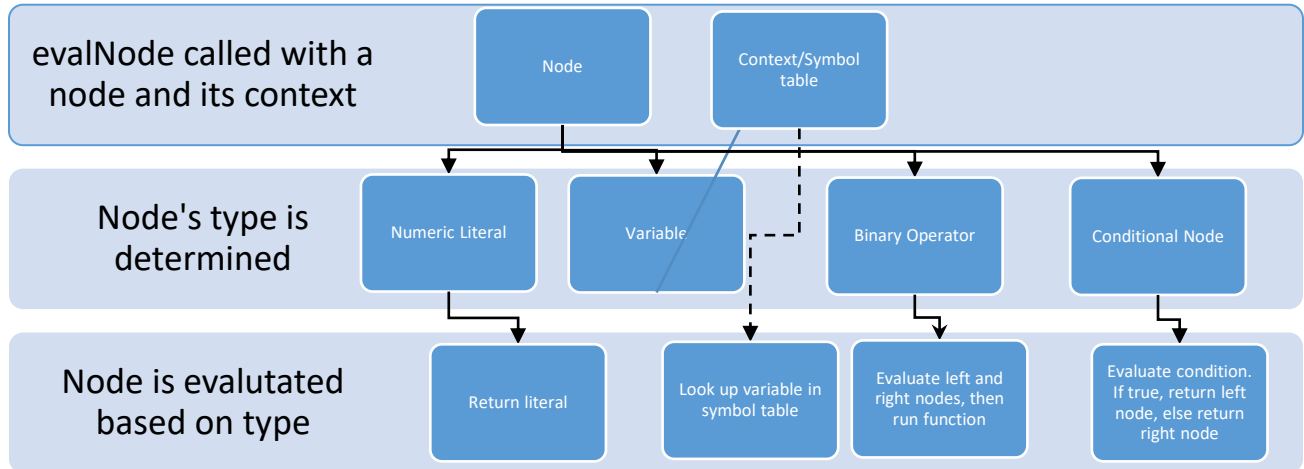 evalNode called with a
node and its context
Node
Context/Symbol
table
Node's type is
determined
Numeric Literal
Variable
Binary Operator
Conditional Node
Node is evalutated
based on type
Return literal
Look up variable in
symbol table
Evaluate left and
right nodes, then
run function
Evaluate condition.
If true, return left
node, else return
right node